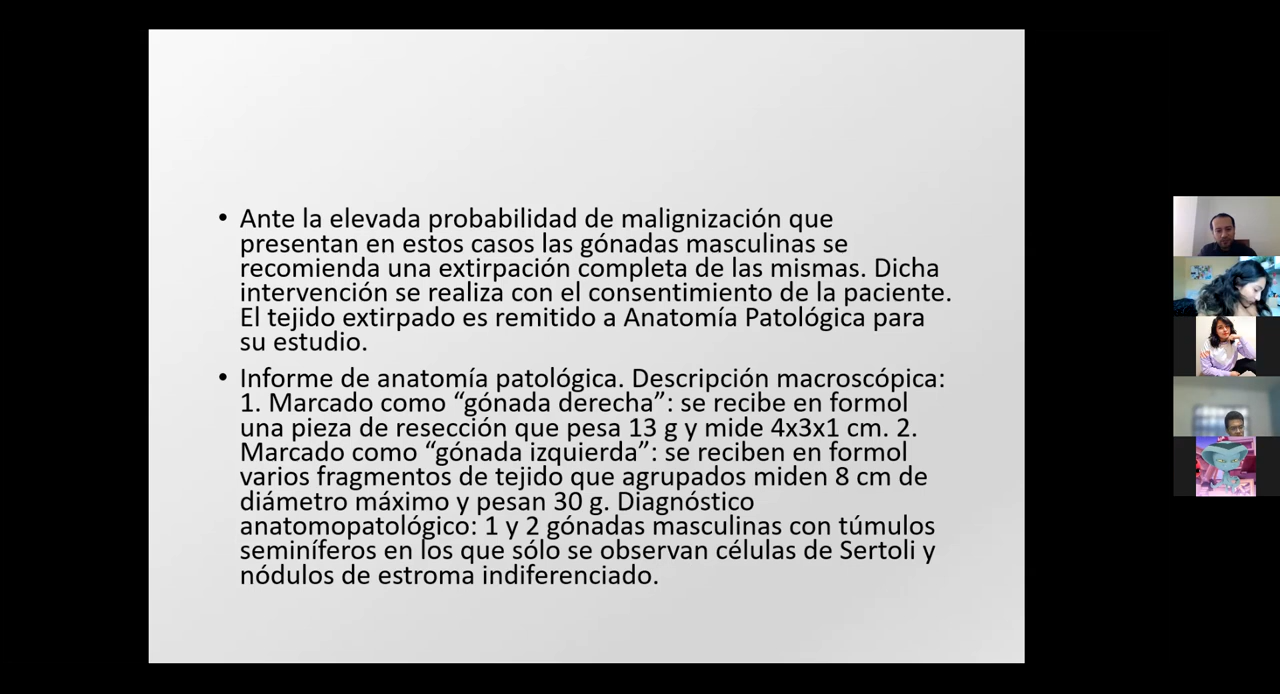 • Ante la elevada probabilidad de malignización que
presentan en estos casos las gónadas masculinas se
recomienda una extirpación completa de las mismas. Dicha
intervención se realiza con el consentimiento de la paciente.
El tejido extirpado es remitido a Anatomía Patológica para
su estudio.
• Informe de anatomía patológica. Descripción macroscópica:
1. Marcado como “gónada derecha”: se recibe en formol
una pieza de resección que pesa 13 g y mide 4x3x1 cm. 2.
Marcado como “gónada izquierda”: se reciben en formol
varios fragmentos de tejido que agrupados miden 8 cm de
diámetro máximo y pesan 30 g. Diagnóstico
anatomopatológico: 1 y 2 gónadas masculinas con túmulos
seminíferos en los que sólo se observan células de Sertoli y
nódulos de estroma indiferenciado.